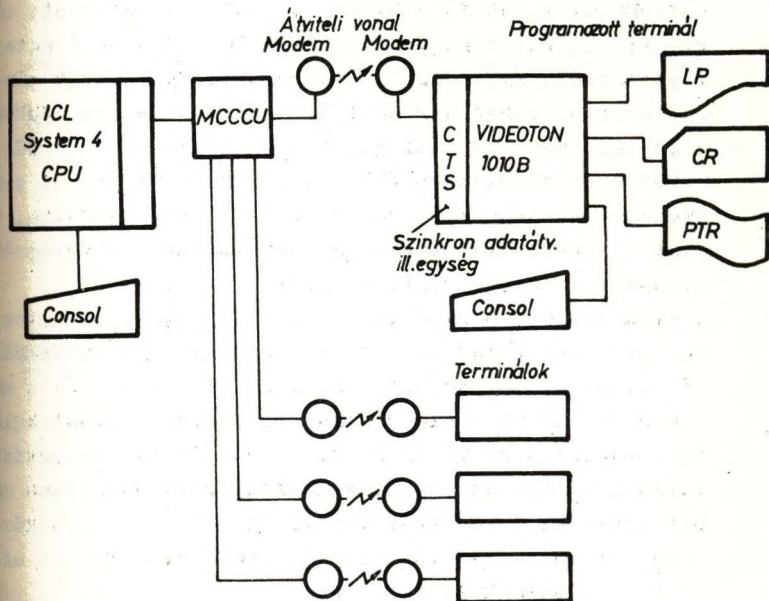 Átviteli vonal
Modem Modem
Programozott terminál
ICL
System 4
CPU
MCCCU
C
T
S
VIDEOTON
1010B
LP
CR
PTR
Szinkron adatátv.
ill.egység
Consol
Consol
Terminálok